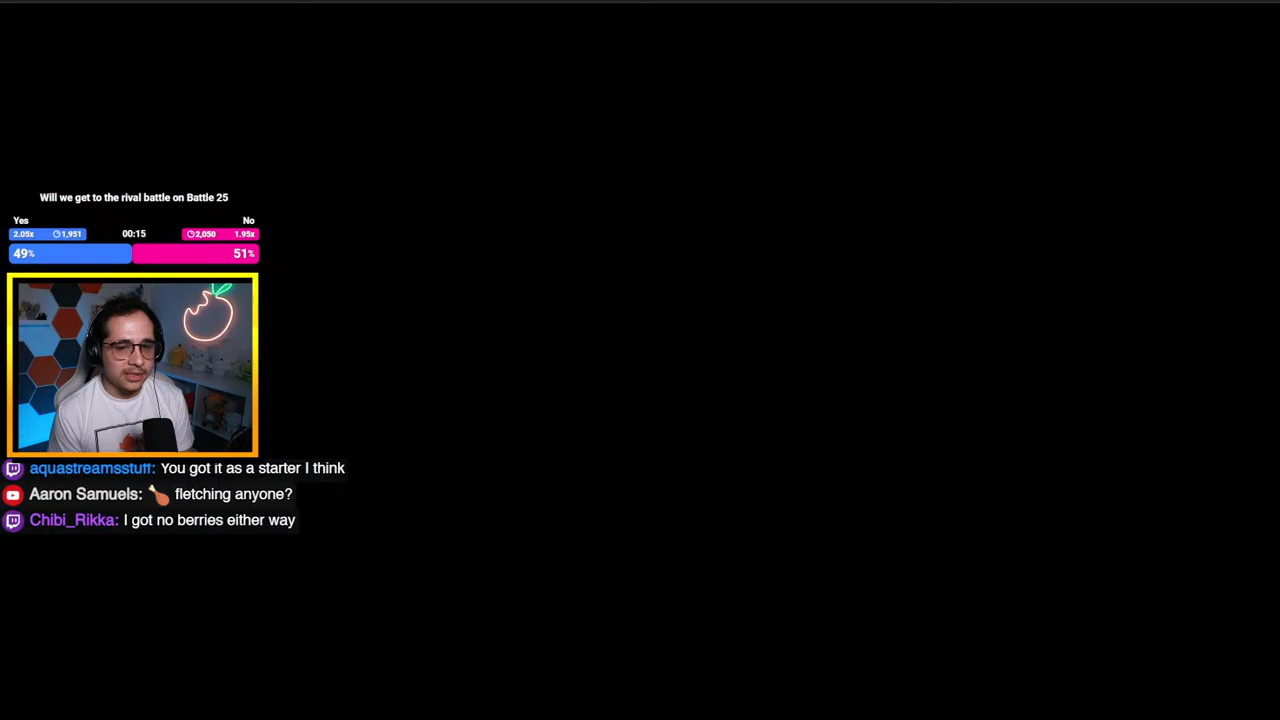 Will we get to the rival battle on Battle 25
Yes No
2.05x 1,951 00:15 2,050 1.95x
49% 51%
aquastreamsstuff: You got it as a starter I think
Aaron Samuels: 🍗 fletching anyone?
Chibi_Rikka: I got no berries either way